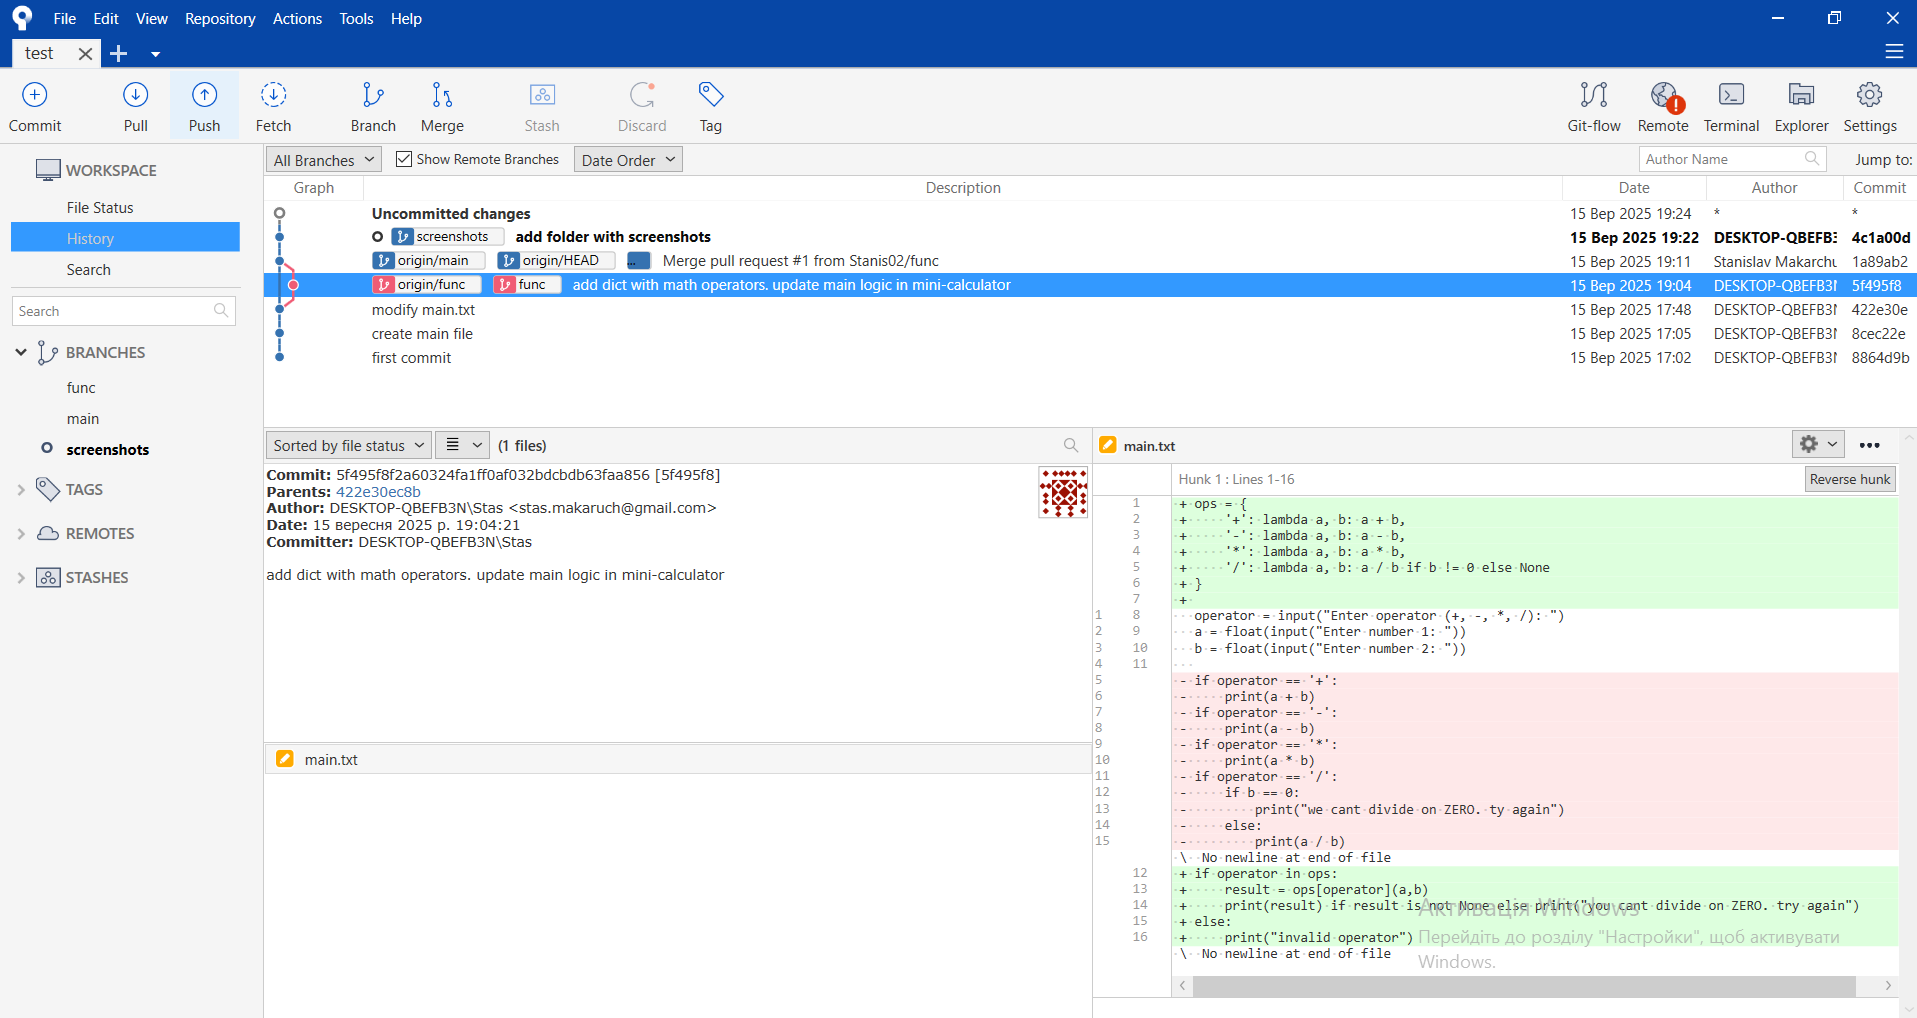 File Edit View Repository Actions Tools Help
test
Commit Pull Push Fetch Branch Merge Stash Discard Tag Git-flow Remote Terminal Explorer Settings
WORKSPACE
File Status
History
Search
Search
BRANCHES
func
main
screenshots
TAGS
REMOTES
STASHES
All Branches Show Remote Branches Date Order Author Name Jump to:
Graph Description Date Author Commit
Uncommitted changes 15 Вер 2025 19:24 * *
screenshots add folder with screenshots 15 Вер 2025 19:22 DESKTOP-QBEFB3 4c1a00d
origin/main origin/HEAD ... Merge pull request #1 from Stanis02/func 15 Вер 2025 19:11 Stanislav Makarchu 1a89ab2
origin/func func add dict with math operators. update main logic in mini-calculator 15 Вер 2025 19:04 DESKTOP-QBEFB3 5f495f8
modify main.txt 15 Вер 2025 17:48 DESKTOP-QBEFB3 422e30e
create main file 15 Вер 2025 17:05 DESKTOP-QBEFB3 8cec22e
first commit 15 Вер 2025 17:02 DESKTOP-QBEFB3 8864d9b
Sorted by file status (1 files)
Commit: 5f495f8f2a60324fa1ff0af032bdcbdb63faa856 [5f495f8]
Parents: 422e30ec8b
Author: DESKTOP-QBEFB3N\Stas <stas.makaruch@gmail.com>
Date: 15 вересня 2025 р. 19:04:21
Committer: DESKTOP-QBEFB3N\Stas
add dict with math operators. update main logic in mini-calculator
main.txt
main.txt
Hunk 1 : Lines 1-16 Reverse hunk
1 + ops = {
2 + '+': lambda a, b: a + b,
3 + '-': lambda a, b: a - b,
4 + '*': lambda a, b: a * b,
5 + '/': lambda a, b: a / b if b != 0 else None
6 + }
7 +
1 8 operator = input("Enter operator (+, -, *, /): ")
2 9 a = float(input("Enter number 1: "))
3 10 b = float(input("Enter number 2: "))
4 11
5 - if operator == '+':
6 - print(a + b)
7 - if operator == '-':
8 - print(a - b)
9 - if operator == '*':
10 - print(a * b)
11 - if operator == '/':
12 - if b == 0:
13 - print("we cant divide on ZERO. ty again")
14 - else:
15 - print(a / b)
\ No newline at end of file
12 + if operator in ops:
13 + result = ops[operator](a,b)
14 + print(result) if result is not None else print("you cant divide on ZERO. try again")
15 + else:
16 + print("invalid operator")
\ No newline at end of file
Активація Windows
Перейдіть до розділу "Настройки", щоб активувати
Windows.